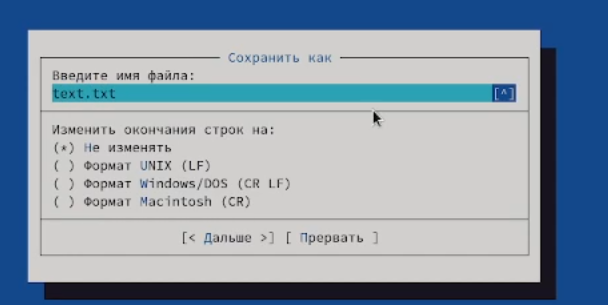 Сохранить как
Введите имя файла:
text.txt [^]
Изменить окончания строк на:
(*) Не изменять
( ) Формат UNIX (LF)
( ) Формат Windows/DOS (CR LF)
( ) Формат Macintosh (CR)
[< Дальше >] [ Прервать ]